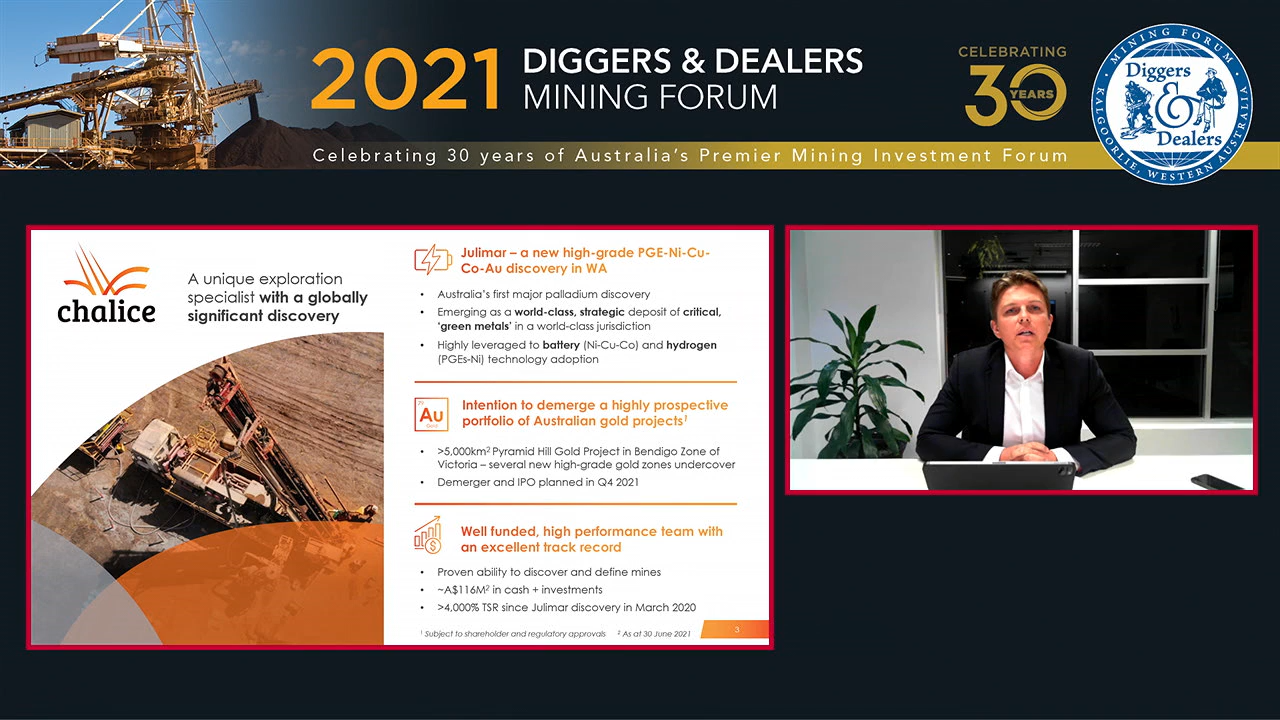 2021 DIGGERS & DEALERS
MINING FORUM
CELEBRATING
30 YEARS
Celebrating 30 years of Australia's Premier Mining Investment Forum
MINING FORUM
Diggers
&
Dealers
KALGOORLIE, WESTERN AUSTRALIA
chalice
A unique exploration
specialist with a globally
significant discovery
Julimar – a new high-grade PGE-Ni-Cu-
Co-Au discovery in WA
• Australia's first major palladium discovery
• Emerging as a world-class, strategic deposit of critical,
'green metals' in a world-class jurisdiction
• Highly leveraged to battery (Ni-Cu-Co) and hydrogen
(PGEs-Ni) technology adoption
Au
Gold
Intention to demerge a highly prospective
portfolio of Australian gold projects¹
• >5,000km² Pyramid Hill Gold Project in Bendigo Zone of
Victoria – several new high-grade gold zones undercover
• Demerger and IPO planned in Q4 2021
Well funded, high performance team with
an excellent track record
• Proven ability to discover and define mines
• ~A$116M² in cash + investments
• >4,000% TSR since Julimar discovery in March 2020
¹ Subject to shareholder and regulatory approvals ² As at 30 June 2021
3